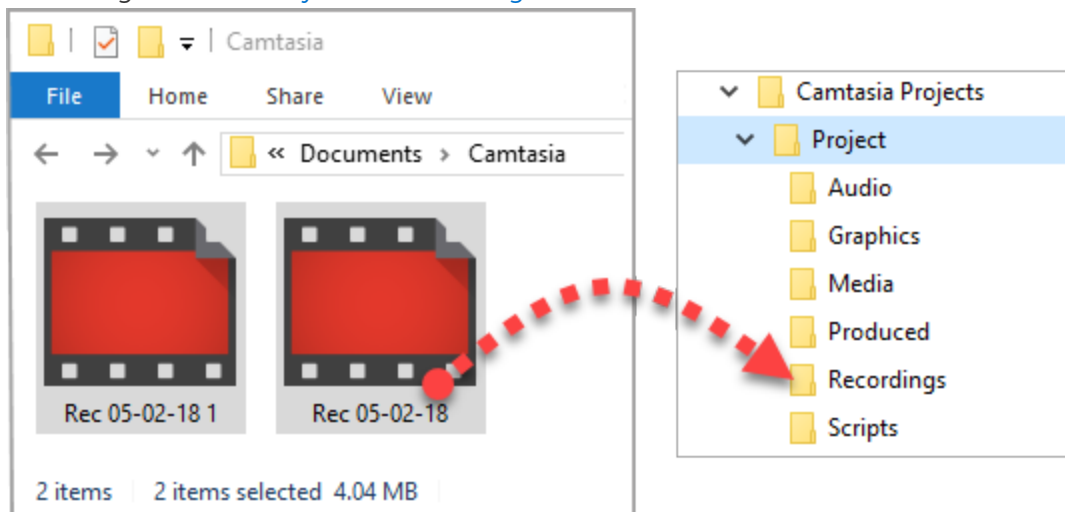 Camtasia
File Home Share View
« Documents › Camtasia
Rec 05-02-18 1 Rec 05-02-18
2 items 2 items selected 4.04 MB
Camtasia Projects
Project
Audio
Graphics
Media
Produced
Recordings
Scripts